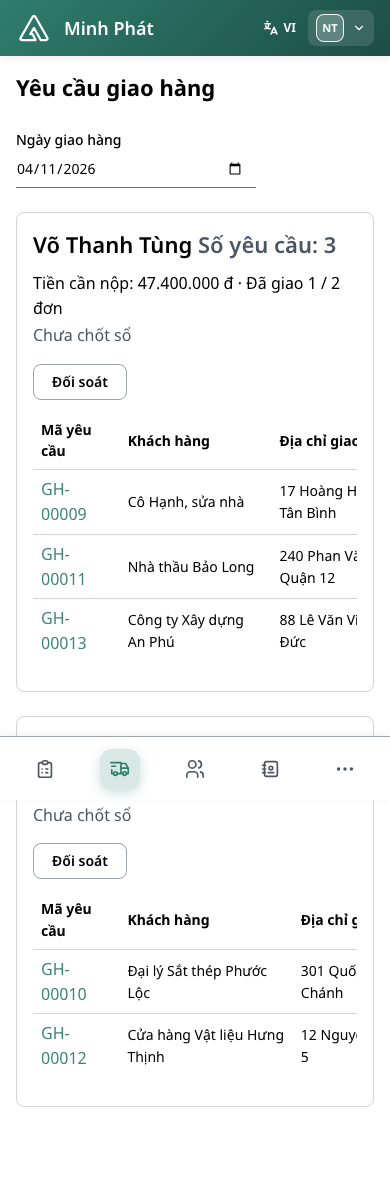 Minh Phát
VI
NT
Yêu cầu giao hàng
Ngày giao hàng
04/11/2026
Võ Thanh Tùng Số yêu cầu: 3
Tiền cần nộp: 47.400.000 đ · Đã giao 1 / 2
đơn
Chưa chốt sổ
Đối soát
Mã yêu
cầu
Khách hàng
Địa chỉ giao
GH-
00009
Cô Hạnh, sửa nhà
17 Hoàng H
Tân Bình
GH-
00011
Nhà thầu Bảo Long
240 Phan Vă
Quận 12
GH-
00013
Công ty Xây dựng
An Phú
88 Lê Văn Vi
Đức
Chưa chốt sổ
Đối soát
Mã yêu
cầu
Khách hàng
Địa chỉ g
GH-
00010
Đại lý Sắt thép Phước
Lộc
301 Quố
Chánh
GH-
00012
Cửa hàng Vật liệu Hưng
Thịnh
12 Nguy
5